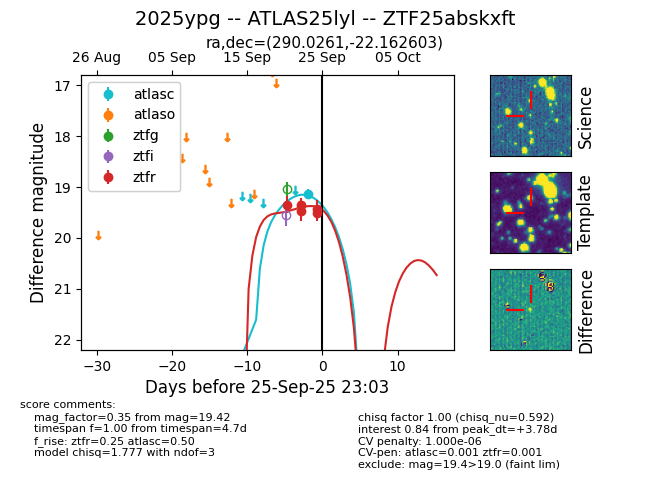 2025ypg -- ATLAS25lyl -- ZTF25abskxft
ra,dec=(290.0261,-22.162603)
26 Aug 05 Sep 15 Sep 25 Sep 05 Oct
atlasc
atlaso
ztfg
ztfi
ztfr
17
18
19
20
21
22
Difference magnitude
−30 −20 −10 0 10
Days before 25-Sep-25 23:03
Science
Template
Difference
score comments:
mag_factor=0.35 from mag=19.42
timespan f=1.00 from timespan=4.7d
f_rise: ztfr=0.25 atlasc=0.50
model chisq=1.777 with ndof=3
chisq factor 1.00 (chisq_nu=0.592)
interest 0.84 from peak_dt=+3.78d
CV penalty: 1.000e-06
CV-pen: atlasc=0.001 ztfr=0.001
exclude: mag=19.4>19.0 (faint lim)